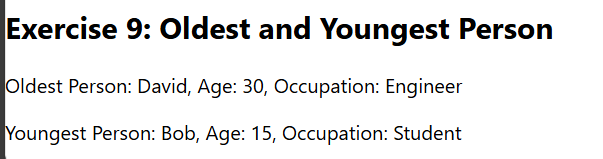 Exercise 9: Oldest and Youngest Person
Oldest Person: David, Age: 30, Occupation: Engineer
Youngest Person: Bob, Age: 15, Occupation: Student